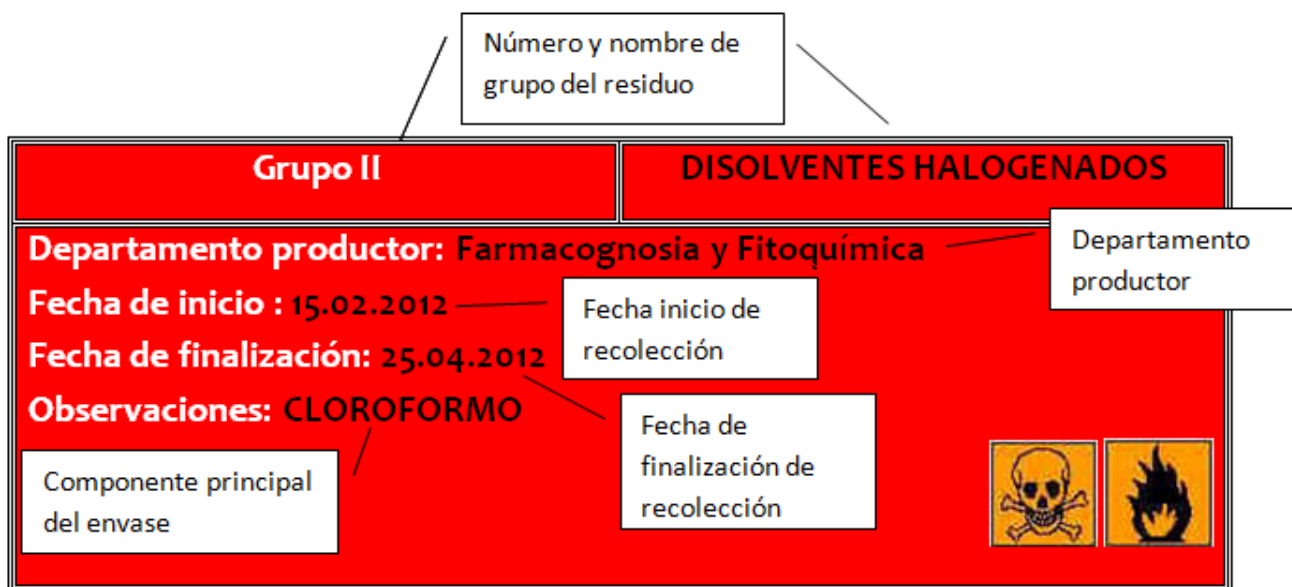 Número y nombre de
grupo del residuo
Grupo II
DISOLVENTES HALOGENADOS
Departamento productor: Farmacognosia y Fitoquímica
Departamento
productor
Fecha de inicio : 15.02.2012
Fecha inicio de
recolección
Fecha de finalización: 25.04.2012
Observaciones: CLOROFORMO
Fecha de
finalización de
recolección
Componente principal
del envase